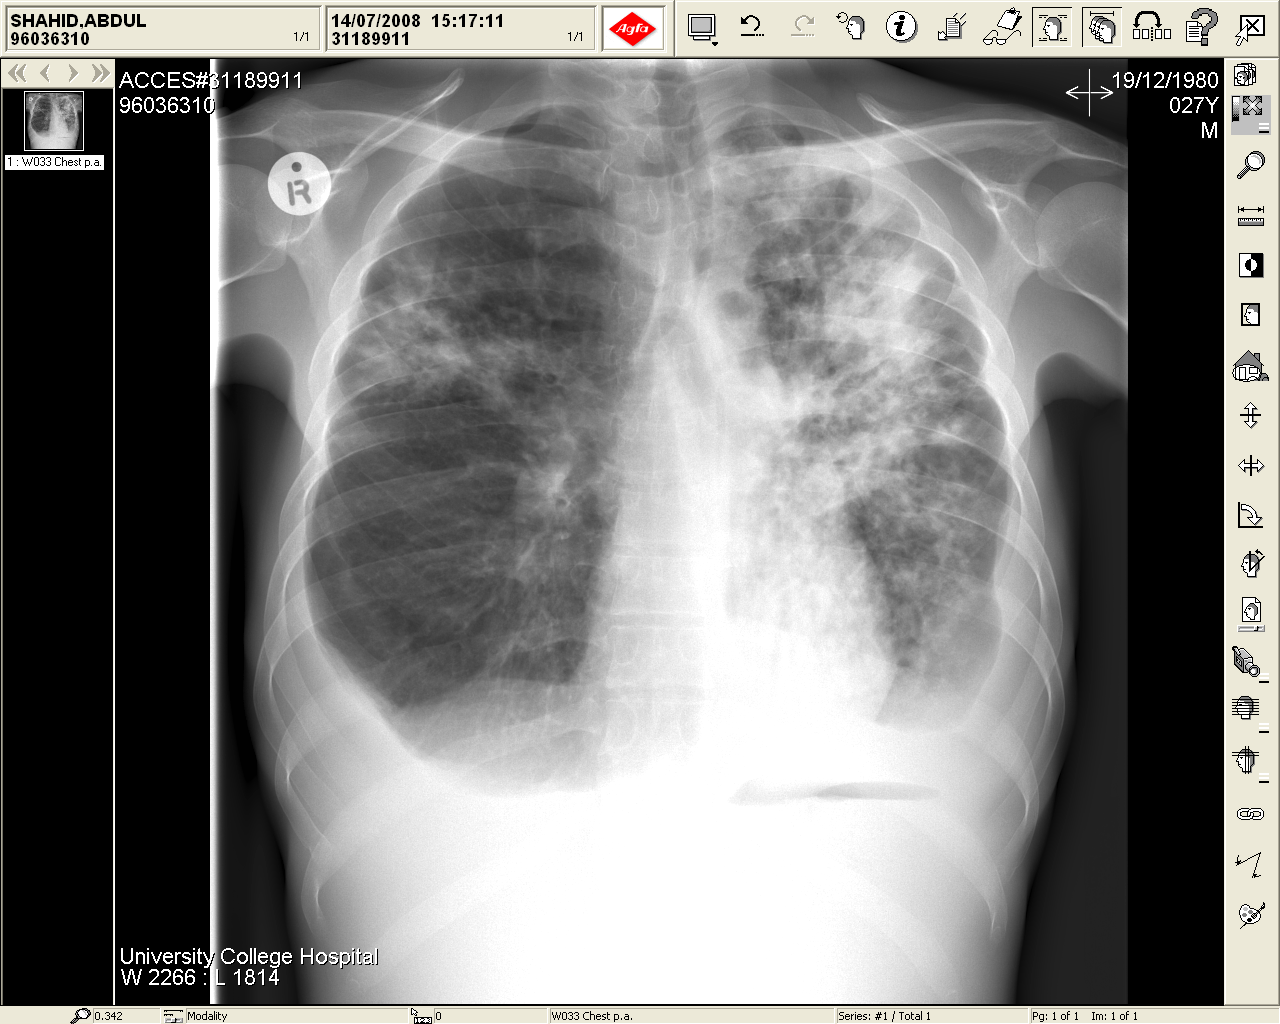 SHAHID,ABDUL
96036310 1/1
14/07/2008 15:17:11
31189911 1/1
Agfa
ACCES#31189911
96036310
19/12/1980
027Y
M
R
1 : W033 Chest p.a.
University College Hospital
W 2266 : L 1814
0.342 Modality 0 W033 Chest p.a. Series: #1 / Total 1 Pg: 1 of 1 Im: 1 of 1